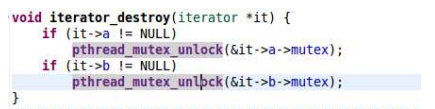 void iterator_destroy(iterator *it) {
    if (it->a != NULL)
        pthread_mutex_unlock(&it->a->mutex);
    if (it->b != NULL)
        pthread_mutex_unlock(&it->b->mutex);
}